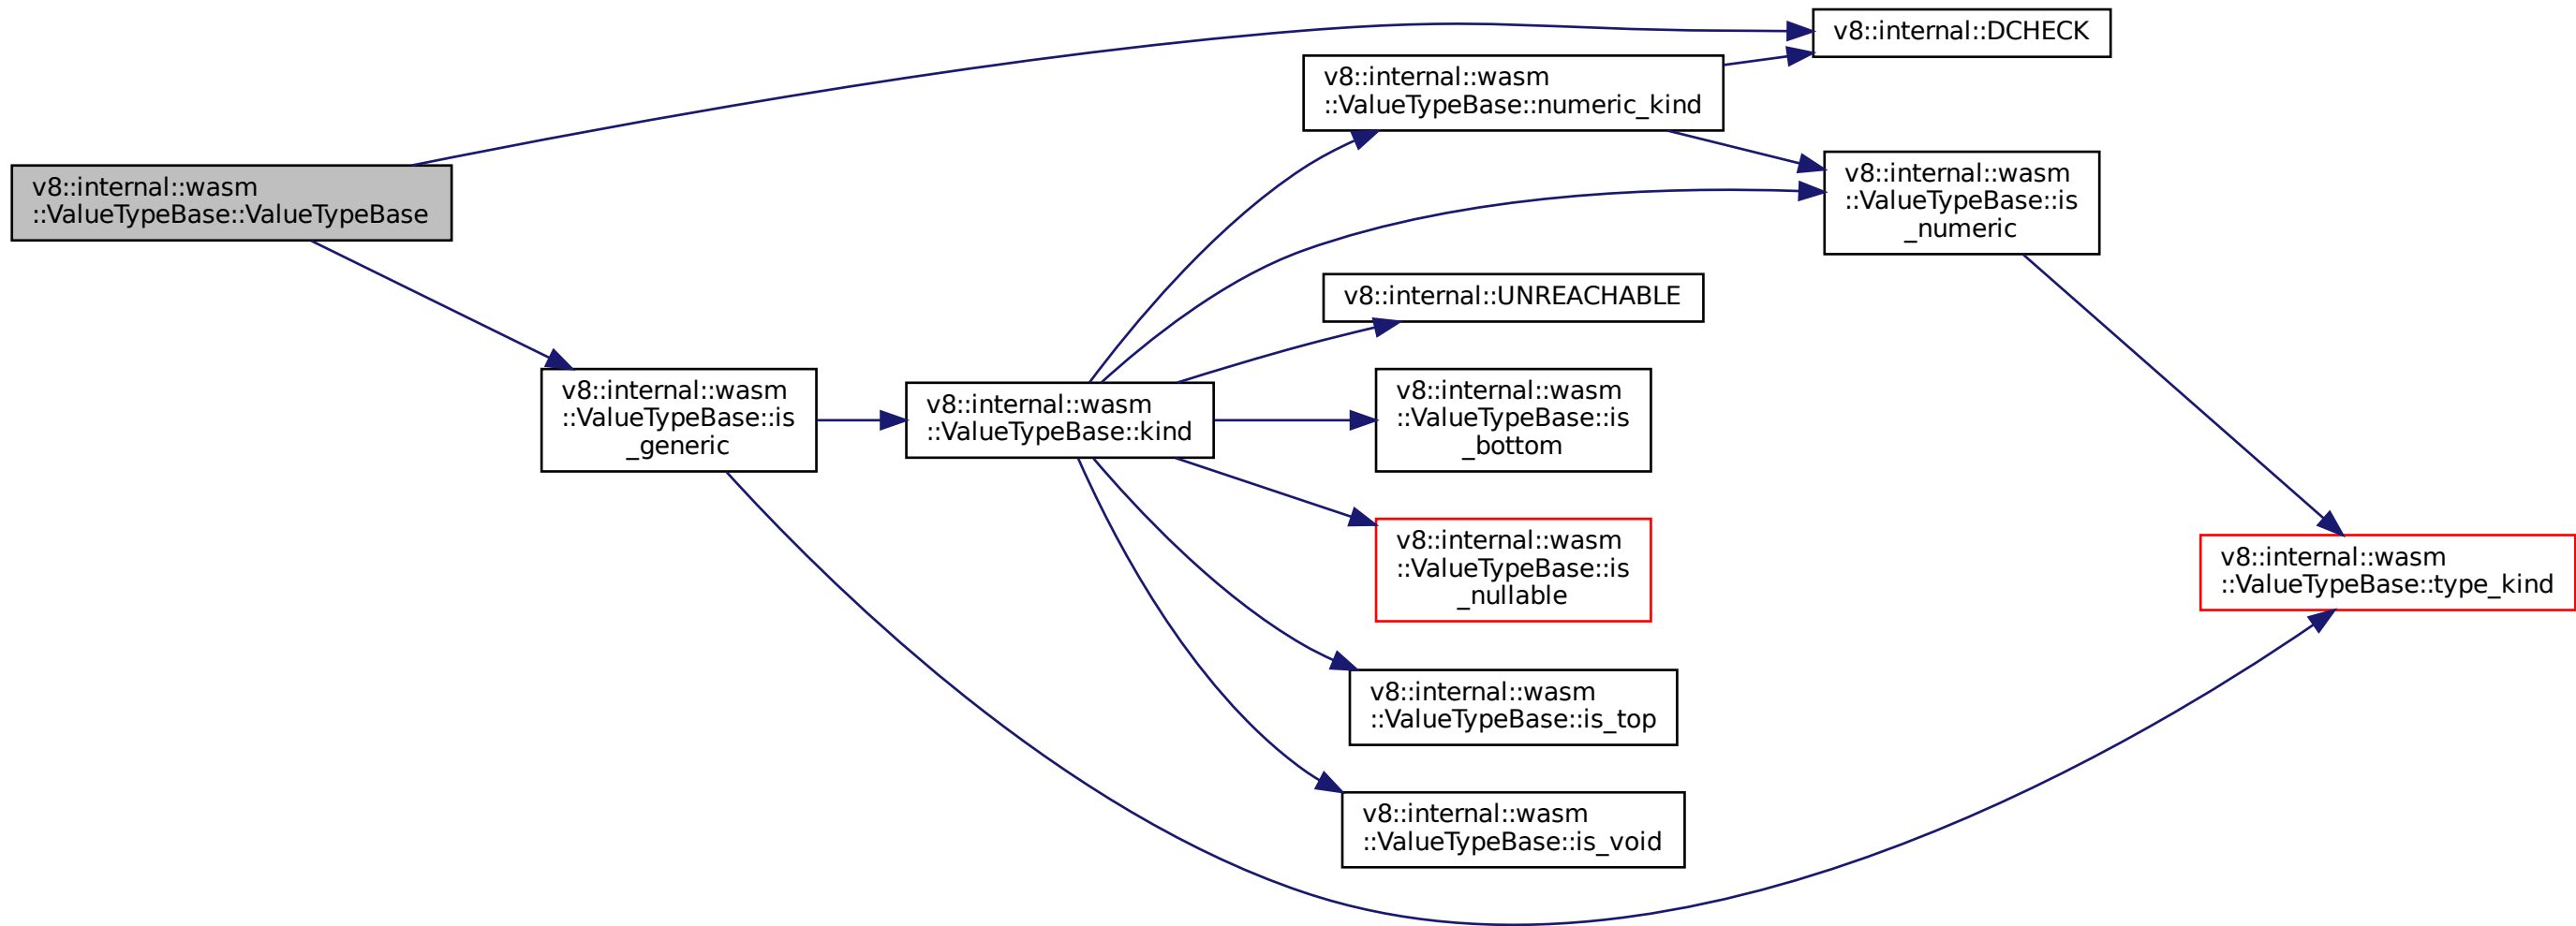 v8::internal::DCHECK
v8::internal::wasm
::ValueTypeBase::numeric_kind
v8::internal::wasm
::ValueTypeBase::ValueTypeBase
v8::internal::wasm
::ValueTypeBase::is
_numeric
v8::internal::UNREACHABLE
v8::internal::wasm
::ValueTypeBase::is
_generic
v8::internal::wasm
::ValueTypeBase::kind
v8::internal::wasm
::ValueTypeBase::is
_bottom
v8::internal::wasm
::ValueTypeBase::is
_nullable
v8::internal::wasm
::ValueTypeBase::type_kind
v8::internal::wasm
::ValueTypeBase::is_top
v8::internal::wasm
::ValueTypeBase::is_void